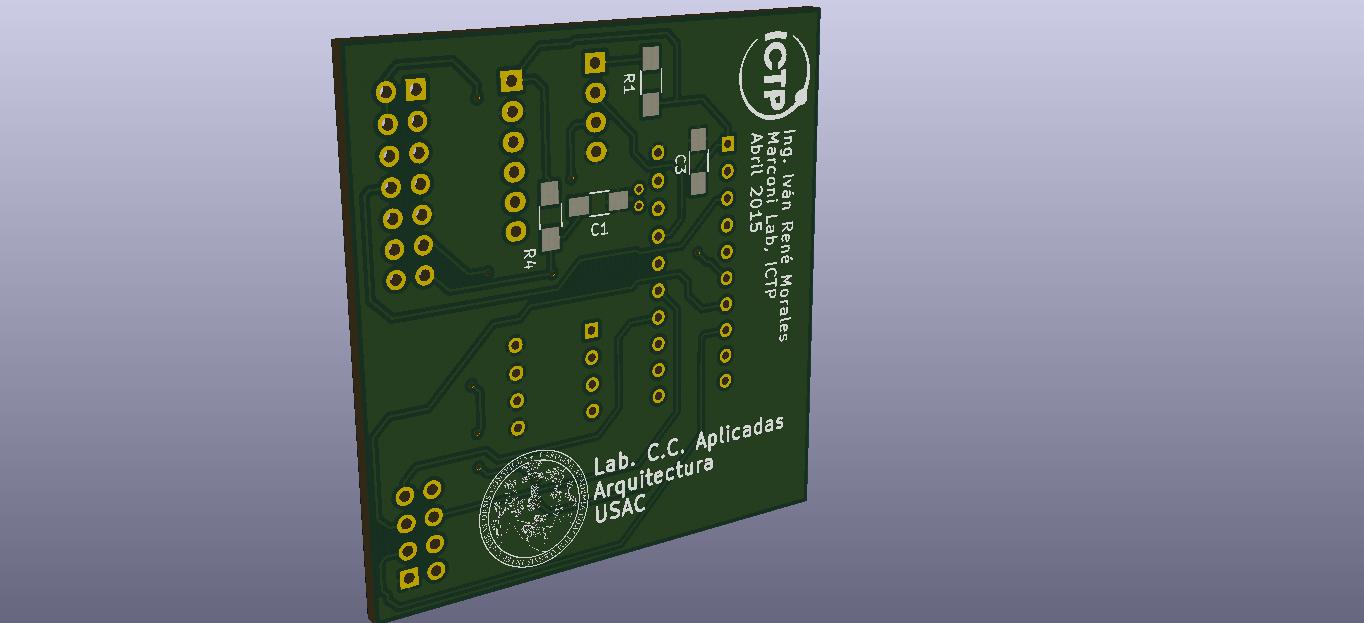 ICTP
R1
C3
Ing. Iván René Morales
Marconi Lab, ICTP
Abril 2015
C1
R4
Lab. C.C. Aplicadas
Arquitectura
USAC